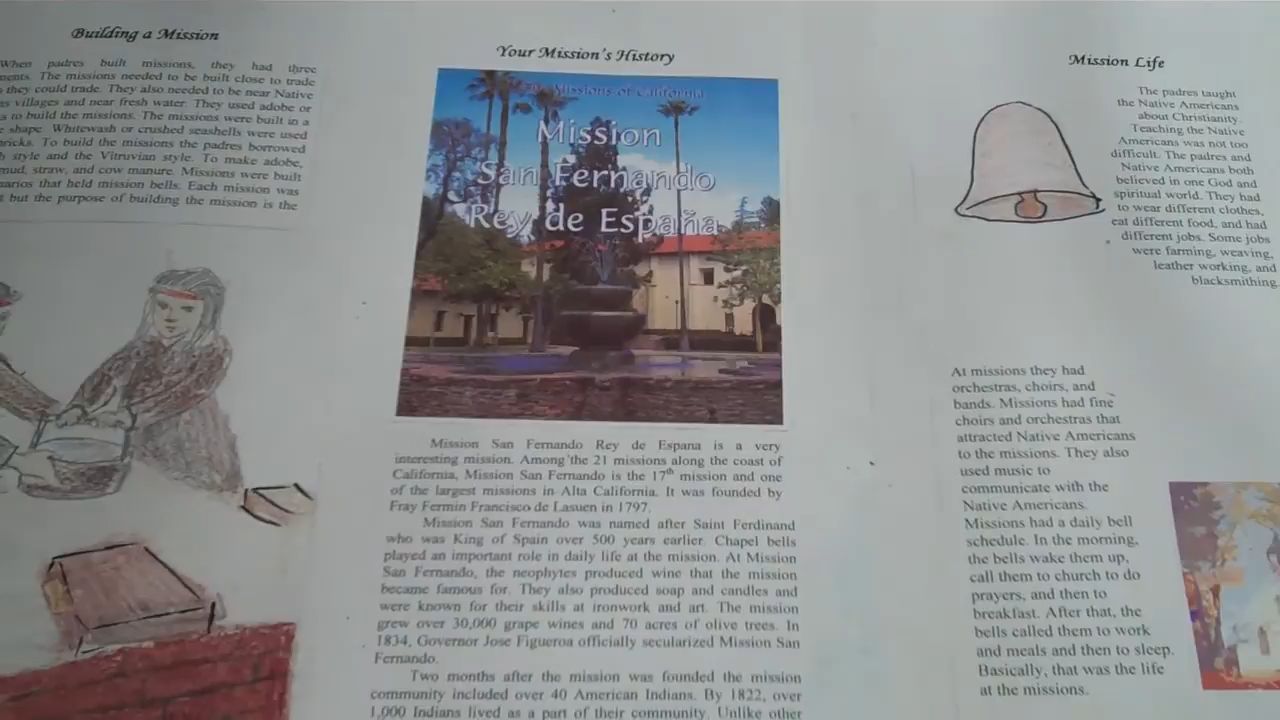 Building a Mission
When padres built missions, they had three
ments. The missions needed to be built close to trade
they could trade. They also needed to be near Native
villages and near fresh water. They used adobe or
to build the missions. The missions were built in a
shape. Whitewash or crushed seashells were used
bricks. To build the missions the padres borrowed
style and the Vitruvian style. To make adobe,
mud, straw, and cow manure. Missions were built
that held mission bells. Each mission was
but the purpose of building the mission is the
Your Mission's History
Missions of California
Mission
San Fernando
Rey de España
Mission San Fernando Rey de Espana is a very
interesting mission. Among the 21 missions along the coast of
California, Mission San Fernando is the 17th mission and one
of the largest missions in Alta California. It was founded by
Fray Fermin Francisco de Lasuen in 1797.
Mission San Fernando was named after Saint Ferdinand
who was King of Spain over 500 years earlier. Chapel bells
played an important role in daily life at the mission. At Mission
San Fernando, the neophytes produced wine that the mission
became famous for. They also produced soap and candles and
were known for their skills at ironwork and art. The mission
grew over 30,000 grape wines and 70 acres of olive trees. In
1834, Governor Jose Figueroa officially secularized Mission San
Fernando.
Two months after the mission was founded the mission
community included over 40 American Indians. By 1822, over
1,000 Indians lived as a part of their community. Unlike other
Mission Life
The padres taught
the Native Americans
about Christianity.
Teaching the Native
Americans was not too
difficult. The padres and
Native Americans both
believed in one God and
spiritual world. They had
to wear different clothes,
eat different food, and had
different jobs. Some jobs
were farming, weaving,
leather working, and
blacksmithing.
At missions they had
orchestras, choirs, and
bands. Missions had fine
choirs and orchestras that
attracted Native Americans
to the missions. They also
used music to
communicate with the
Native Americans.
Missions had a daily bell
schedule. In the morning,
the bells wake them up,
call them to church to do
prayers, and then to
breakfast. After that, the
bells called them to work
and meals and then to sleep.
Basically, that was the life
at the missions.